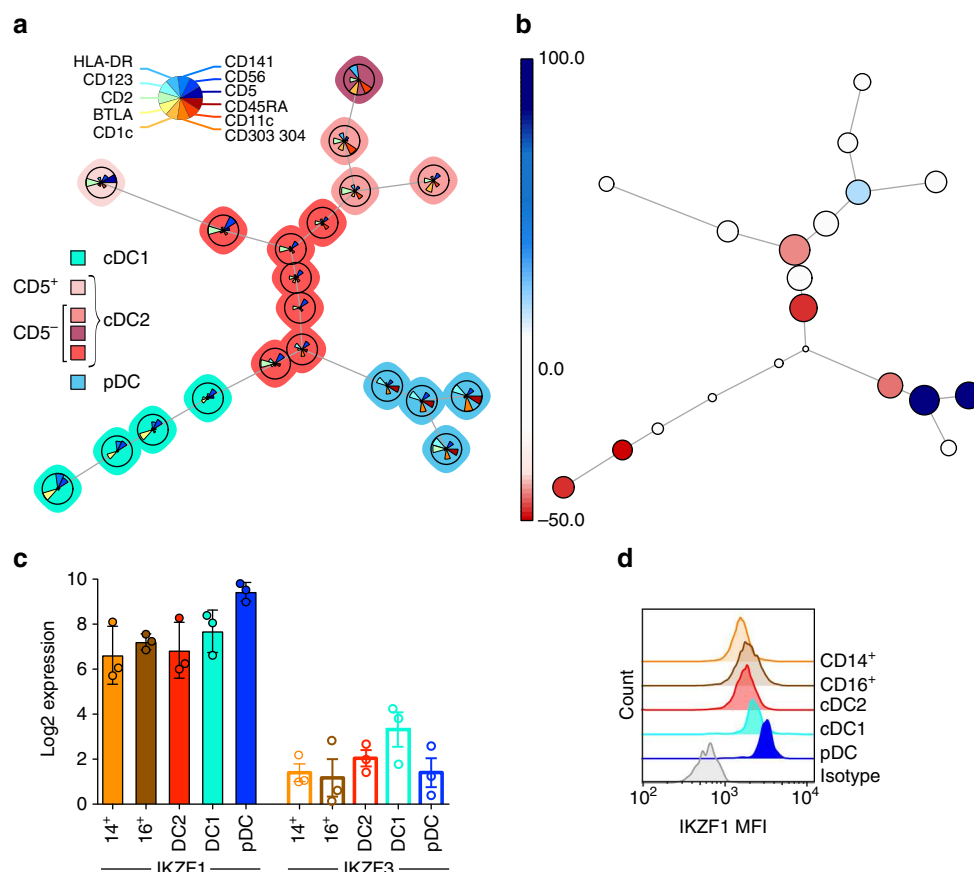 a
HLA-DR
CD123
CD2
BTLA
CD1c
CD141
CD56
CD5
CD45RA
CD11c
CD303 304
cDC1
CD5⁺
CD5⁻
cDC2
pDC
b
100.0
0.0
–50.0
c
Log2 expression
10
8
6
4
2
0
14⁺
16⁺
DC2
DC1
pDC
14⁺
16⁺
DC2
DC1
pDC
IKZF1
IKZF3
d
Count
CD14⁺
CD16⁺
cDC2
cDC1
pDC
Isotype
10²
10³
10⁴
IKZF1 MFI